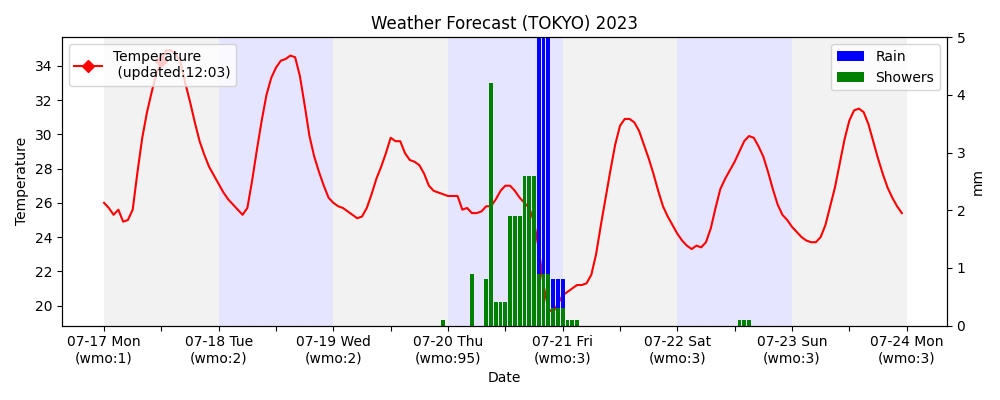 Weather Forecast (TOKYO) 2023
Temperature
(updated:12:03)
Rain
Showers
Temperature
34
32
30
28
26
24
22
20
5
4
3
2
1
0
mm
07-17 Mon 07-18 Tue 07-19 Wed 07-20 Thu 07-21 Fri 07-22 Sat 07-23 Sun 07-24 Mon
(wmo:1) (wmo:2) (wmo:2) (wmo:95) (wmo:3) (wmo:3) (wmo:3) (wmo:3)
Date